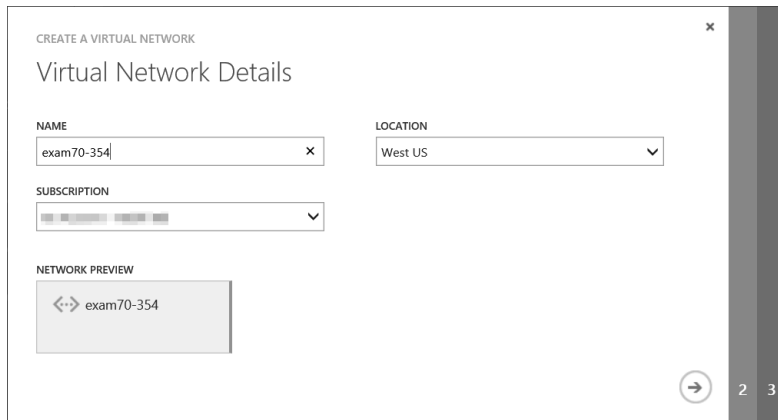 CREATE A VIRTUAL NETWORK
Virtual Network Details
NAME
exam70-354
LOCATION
West US
SUBSCRIPTION
NETWORK PREVIEW
exam70-354
2 3